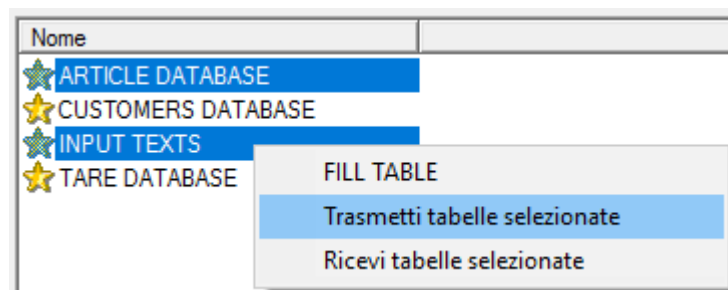 Nome
ARTICLE DATABASE
CUSTOMERS DATABASE
INPUT TEXTS
TARE DATABASE
FILL TABLE
Trasmetti tabelle selezionate
Ricevi tabelle selezionate